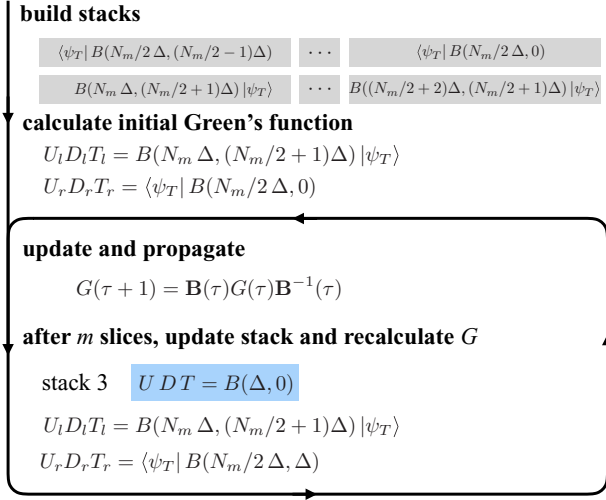 build stacks
⟨ψ_T| B(N_m/2 Δ, (N_m/2 − 1)Δ) ··· ⟨ψ_T| B(N_m/2 Δ, 0)
B(N_m Δ, (N_m/2 + 1)Δ) |ψ_T⟩ ··· B((N_m/2 + 2)Δ, (N_m/2 + 1)Δ) |ψ_T⟩
calculate initial Green's function
U_l D_l T_l = B(N_m Δ, (N_m/2 + 1)Δ) |ψ_T⟩
U_r D_r T_r = ⟨ψ_T| B(N_m/2 Δ, 0)
update and propagate
G(τ + 1) = B(τ)G(τ)B⁻¹(τ)
after m slices, update stack and recalculate G
stack 3 U D T = B(Δ, 0)
U_l D_l T_l = B(N_m Δ, (N_m/2 + 1)Δ) |ψ_T⟩
U_r D_r T_r = ⟨ψ_T| B(N_m/2 Δ, Δ)